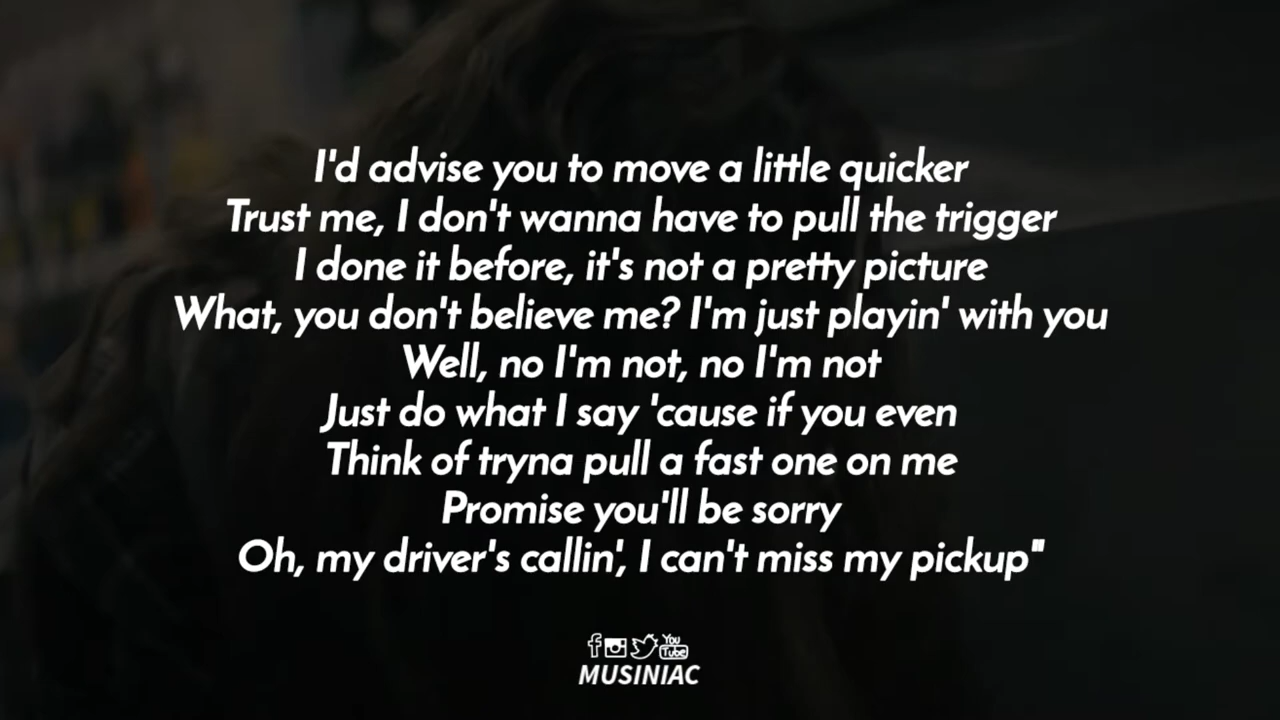 I'd advise you to move a little quicker
Trust me, I don't wanna have to pull the trigger
I done it before, it's not a pretty picture
What, you don't believe me? I'm just playin' with you
Well, no I'm not, no I'm not
Just do what I say 'cause if you even
Think of tryna pull a fast one on me
Promise you'll be sorry
Oh, my driver's callin', I can't miss my pickup"
f You Tube
MUSINIAC